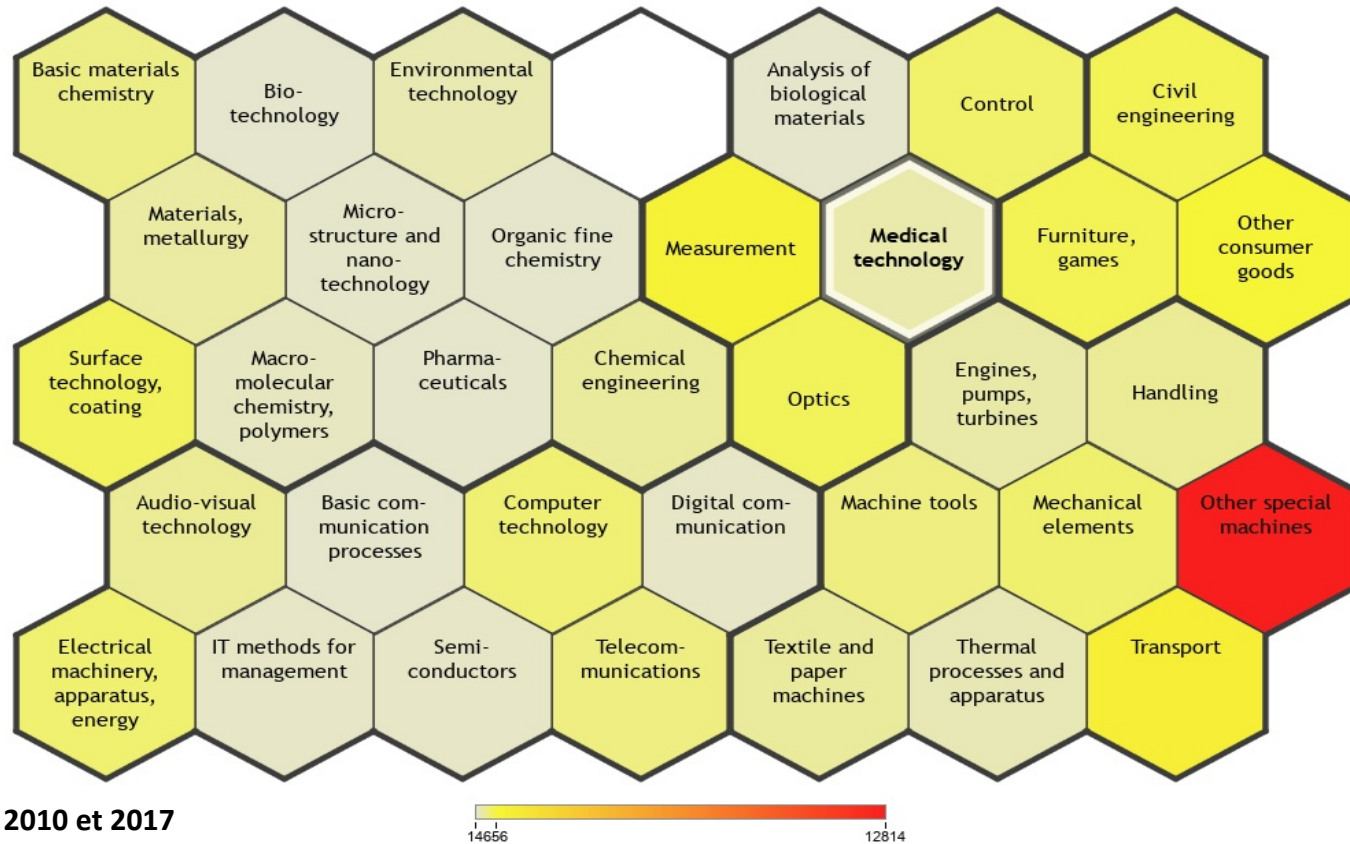 Basic materials
chemistry
Bio-
technology
Environmental
technology
Analysis of
biological
materials
Control
Civil
engineering
Materials,
metallurgy
Micro-
structure and
nano-
technology
Organic fine
chemistry
Measurement
Medical
technology
Furniture,
games
Other
consumer
goods
Surface
technology,
coating
Macro-
molecular
chemistry,
polymers
Pharma-
ceuticals
Chemical
engineering
Optics
Engines,
pumps,
turbines
Handling
Audio-visual
technology
Basic com-
munication
processes
Computer
technology
Digital com-
munication
Machine tools
Mechanical
elements
Other special
machines
Electrical
machinery,
apparatus,
energy
IT methods for
management
Semi-
conductors
Telecom-
munications
Textile and
paper
machines
Thermal
processes and
apparatus
Transport
2010 et 2017
14656
12814